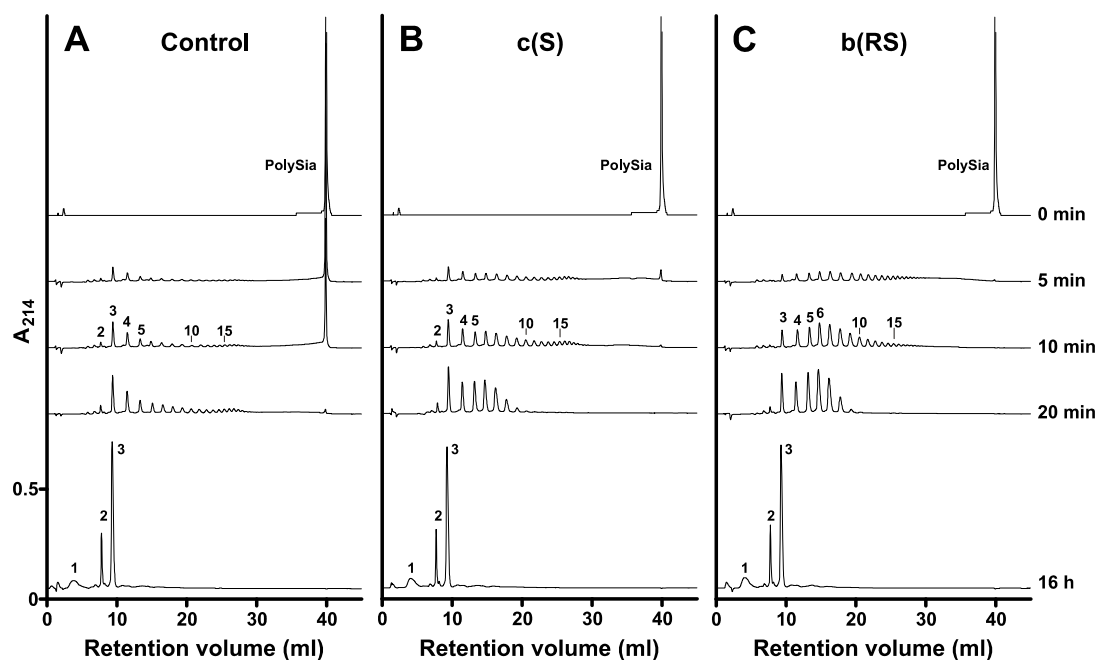 A Control
B c(S)
C b(RS)
PolySia
PolySia
PolySia
0 min
5 min
10 min
20 min
16 h
A214
0.5
0
2 3 4 5 10 15
2 3 4 5 10 15
3 4 5 6 10 15
1 2 3
1 2 3
1 2 3
0 10 20 30 40
0 10 20 30 40
0 10 20 30 40
Retention volume (ml)
Retention volume (ml)
Retention volume (ml)